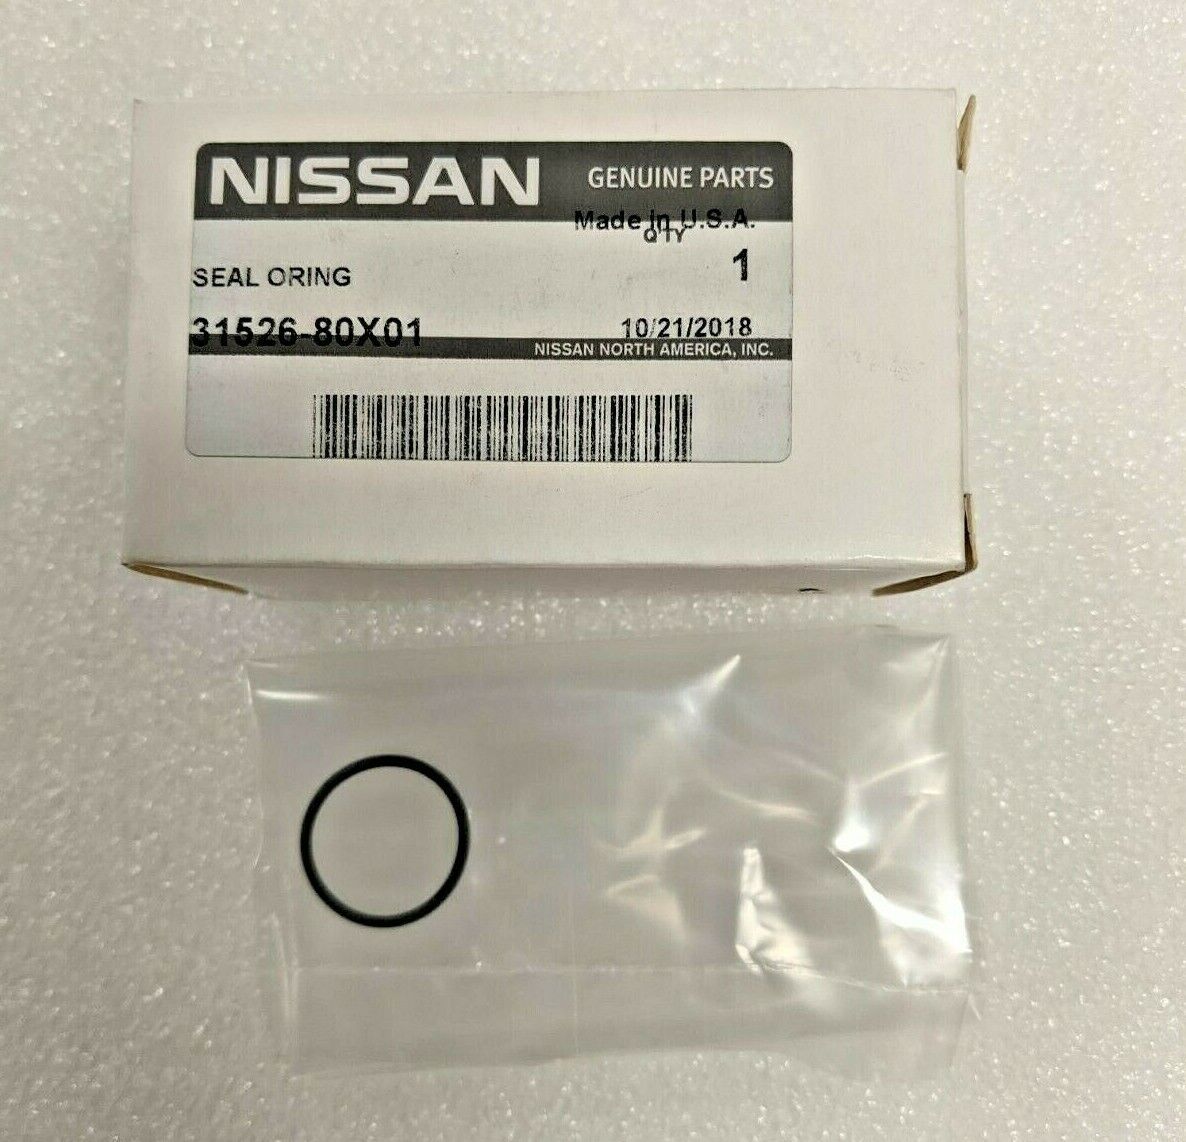 NISSAN GENUINE PARTS
Made in U.S.A.
QTY
SEAL ORING 1
31526-80X01 10/21/2018
NISSAN NORTH AMERICA, INC.